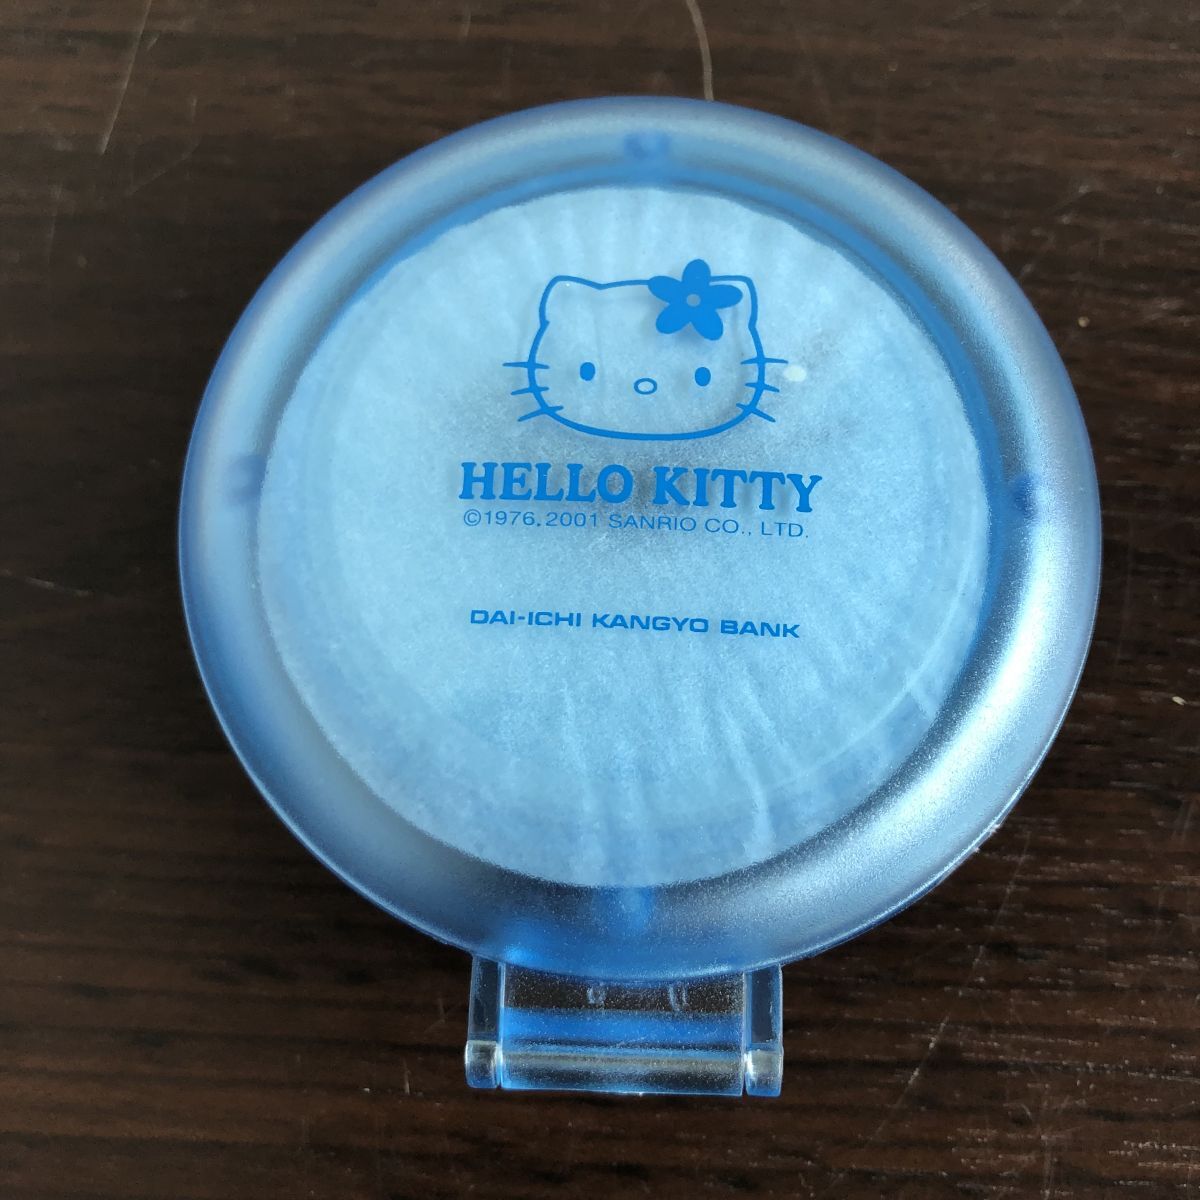 HELLO KITTY
©1976, 2001 SANRIO CO., LTD.
DAI-ICHI KANGYO BANK